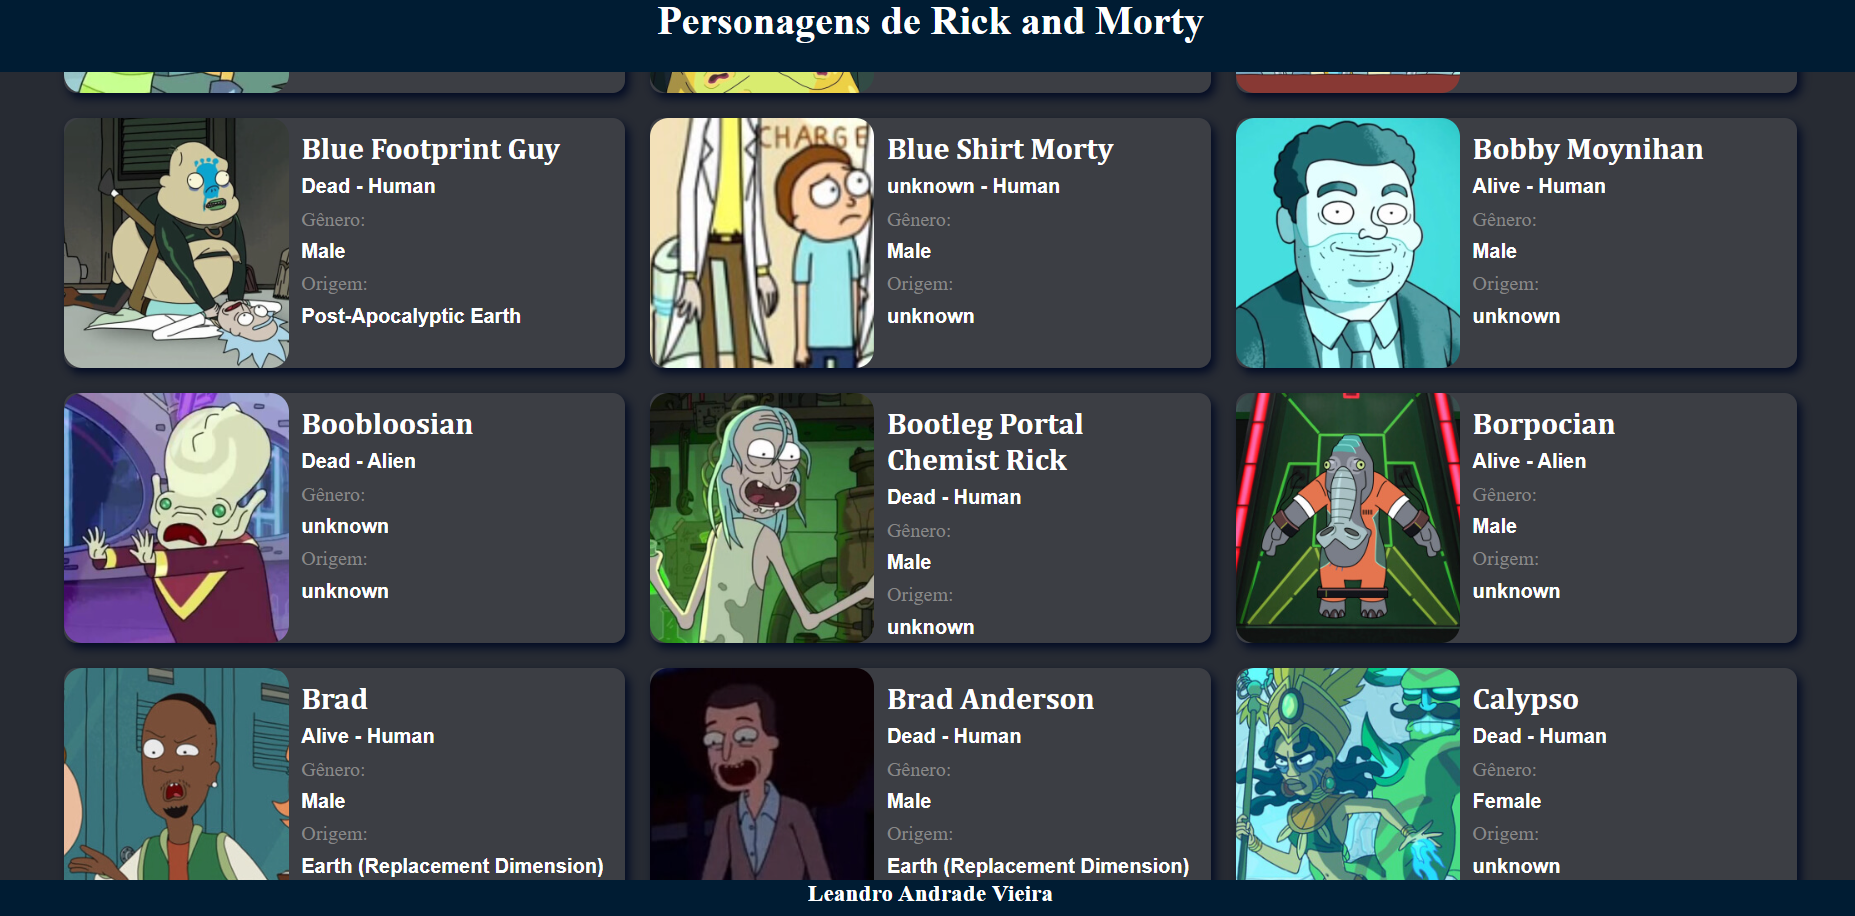 Personagens de Rick and Morty
Blue Footprint Guy
Dead - Human
Gênero:
Male
Origem:
Post-Apocalyptic Earth
CHARGE
Blue Shirt Morty
unknown - Human
Gênero:
Male
Origem:
unknown
Bobby Moynihan
Alive - Human
Gênero:
Male
Origem:
unknown
Boobloosian
Dead - Alien
Gênero:
unknown
Origem:
unknown
Bootleg Portal
Chemist Rick
Dead - Human
Gênero:
Male
Origem:
unknown
Borpocian
Alive - Alien
Gênero:
Male
Origem:
unknown
Brad
Alive - Human
Gênero:
Male
Origem:
Earth (Replacement Dimension)
Brad Anderson
Dead - Human
Gênero:
Male
Origem:
Earth (Replacement Dimension)
Calypso
Dead - Human
Gênero:
Female
Origem:
unknown
Leandro Andrade Vieira